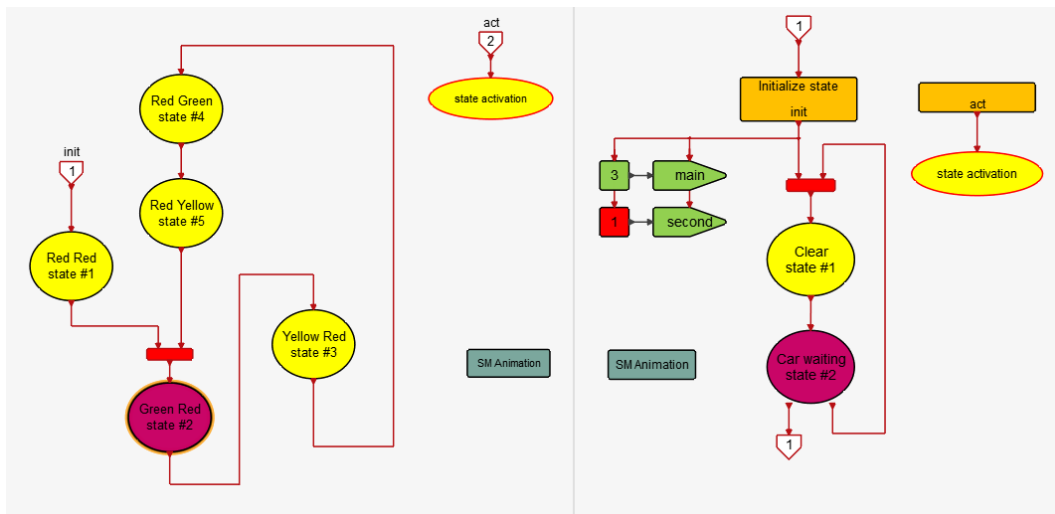 act
2
state activation
Red Green
state #4
init
1
Red Yellow
state #5
Red Red
state #1
Yellow Red
state #3
Green Red
state #2
SM Animation
1
Initialize state
init
act
state activation
3
main
1
second
Clear
state #1
Car waiting
state #2
SM Animation
1